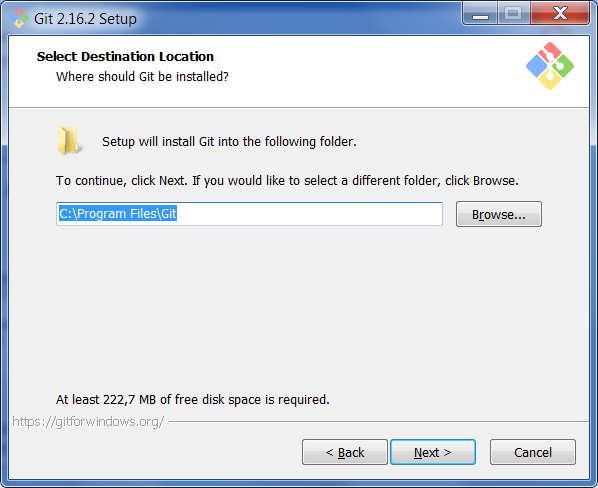 Git 2.16.2 Setup
Select Destination Location
Where should Git be installed?
Setup will install Git into the following folder.
To continue, click Next. If you would like to select a different folder, click Browse.
C:\Program Files\Git
Browse...
At least 222,7 MB of free disk space is required.
https://gitforwindows.org/
< Back
Next >
Cancel